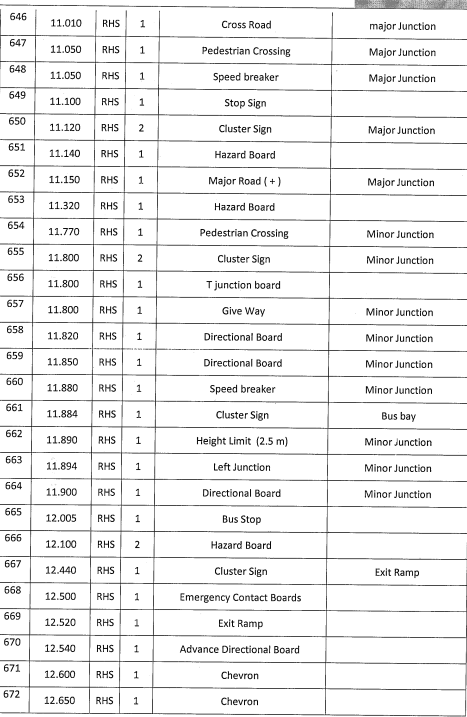 646 11.010 RHS 1 Cross Road major Junction
647 11.050 RHS 1 Pedestrian Crossing Major Junction
648 11.050 RHS 1 Speed breaker Major Junction
649 11.100 RHS 1 Stop Sign
650 11.120 RHS 2 Cluster Sign Major Junction
651 11.140 RHS 1 Hazard Board
652 11.150 RHS 1 Major Road ( + ) Major Junction
653 11.320 RHS 1 Hazard Board
654 11.770 RHS 1 Pedestrian Crossing Minor Junction
655 11.800 RHS 2 Cluster Sign Minor Junction
656 11.800 RHS 1 T junction board
657 11.800 RHS 1 Give Way Minor Junction
658 11.820 RHS 1 Directional Board Minor Junction
659 11.850 RHS 1 Directional Board Minor Junction
660 11.880 RHS 1 Speed breaker Minor Junction
661 11.884 RHS 1 Cluster Sign Bus bay
662 11.890 RHS 1 Height Limit (2.5 m) Minor Junction
663 11.894 RHS 1 Left Junction Minor Junction
664 11.900 RHS 1 Directional Board Minor Junction
665 12.005 RHS 1 Bus Stop
666 12.100 RHS 2 Hazard Board
667 12.440 RHS 1 Cluster Sign Exit Ramp
668 12.500 RHS 1 Emergency Contact Boards
669 12.520 RHS 1 Exit Ramp
670 12.540 RHS 1 Advance Directional Board
671 12.600 RHS 1 Chevron
672 12.650 RHS 1 Chevron